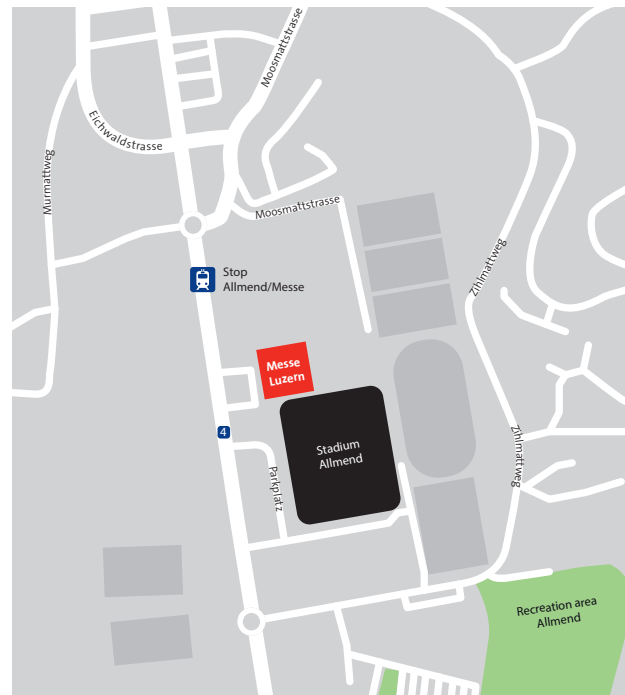 Moosmattstrasse
Eichwaldstrasse
Murmattweg
Moosmattstrasse
Zihlmattweg
Stop
Allmend/Messe
Messe
Luzern
4
Stadium
Allmend
Zihlmattweg
Parkplatz
Recreation area
Allmend